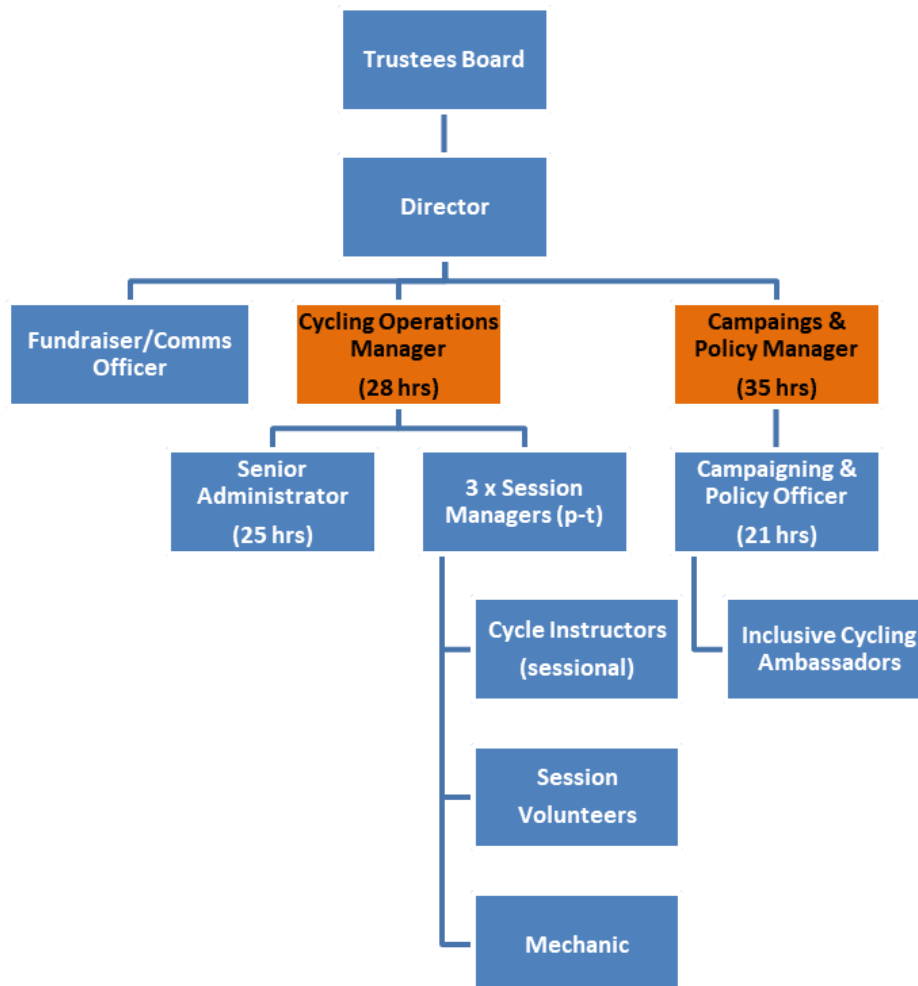 Trustees Board
Director
Fundraiser/Comms
Officer
Cycling Operations
Manager
(28 hrs)
Campaings &
Policy Manager
(35 hrs)
Senior
Administrator
(25 hrs)
3 x Session
Managers (p-t)
Campaigning &
Policy Officer
(21 hrs)
Cycle Instructors
(sessional)
Inclusive Cycling
Ambassadors
Session
Volunteers
Mechanic